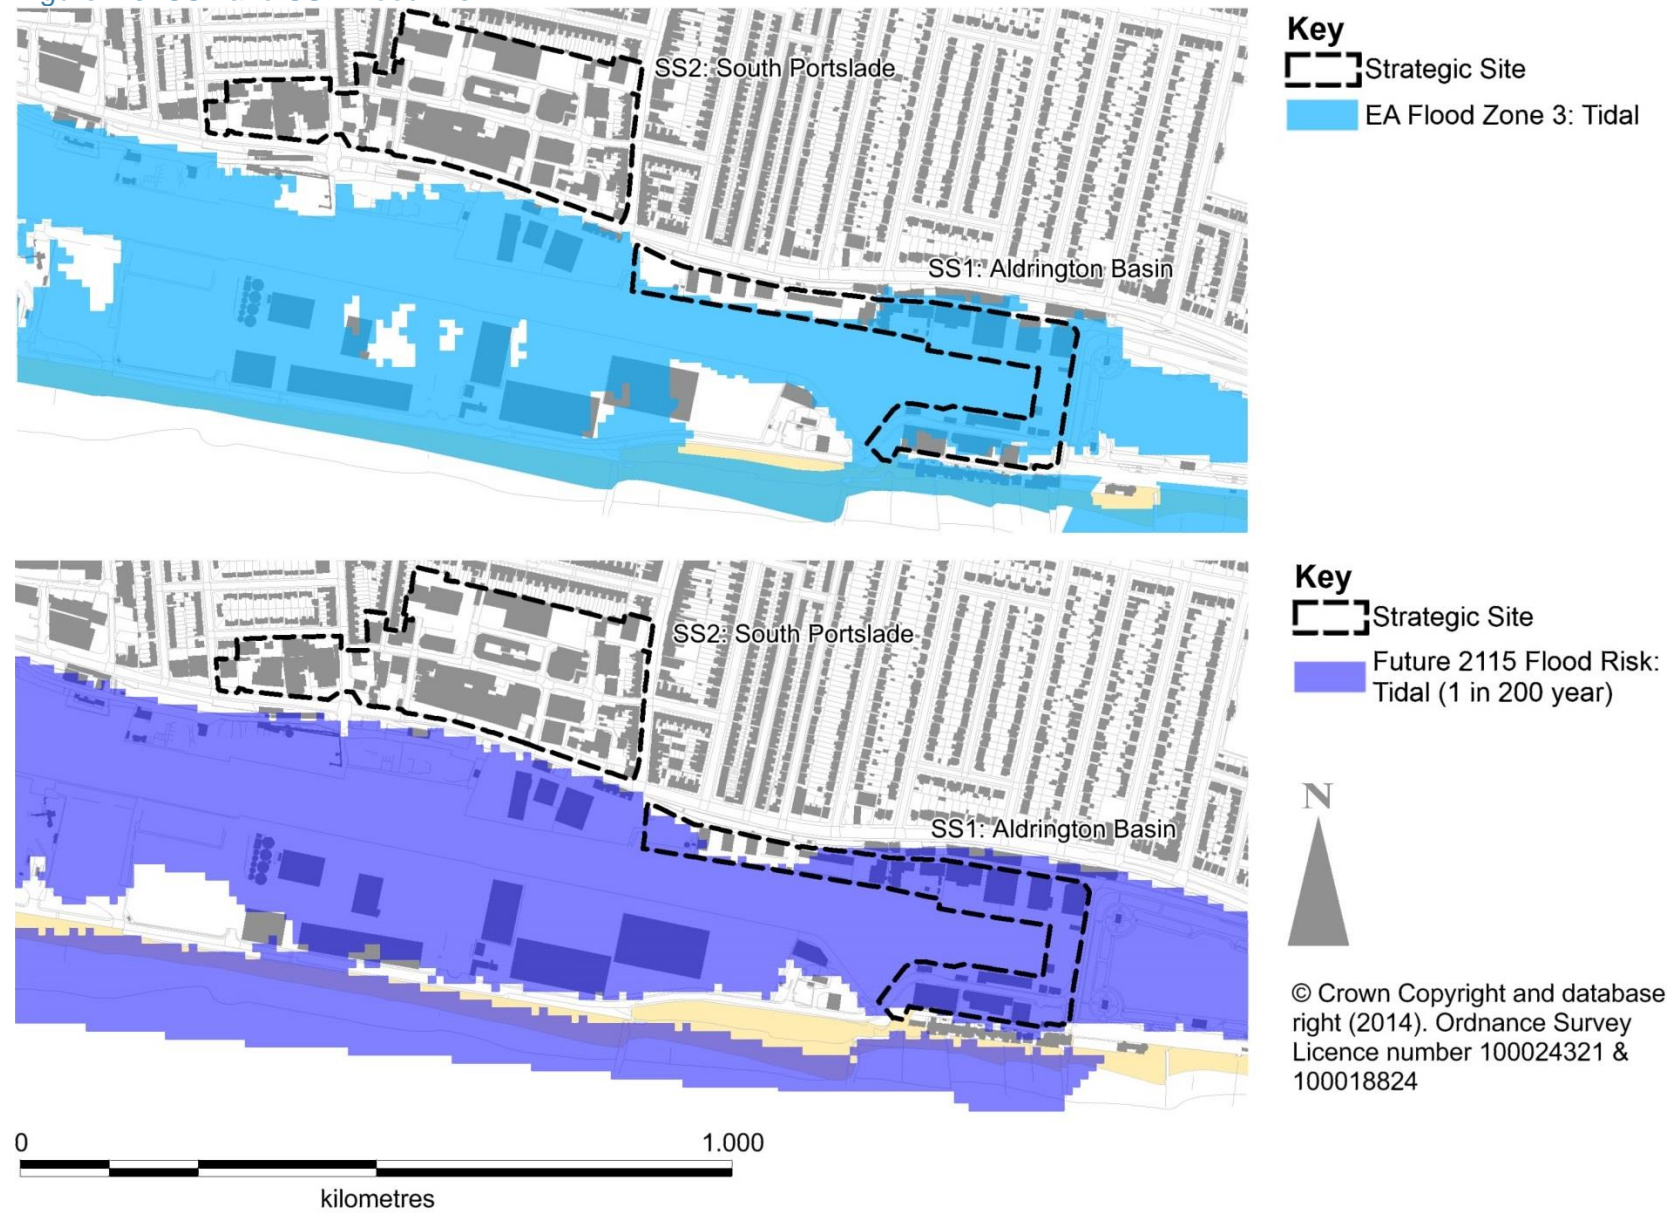 Key
Strategic Site
SS2: South Portslade
EA Flood Zone 3: Tidal
SS1: Aldrington Basin
Key
Strategic Site
SS2: South Portslade
Future 2115 Flood Risk:
Tidal (1 in 200 year)
SS1: Aldrington Basin
N
© Crown Copyright and database
right (2014). Ordnance Survey
Licence number 100024321 &
100018824
0
1.000
kilometres